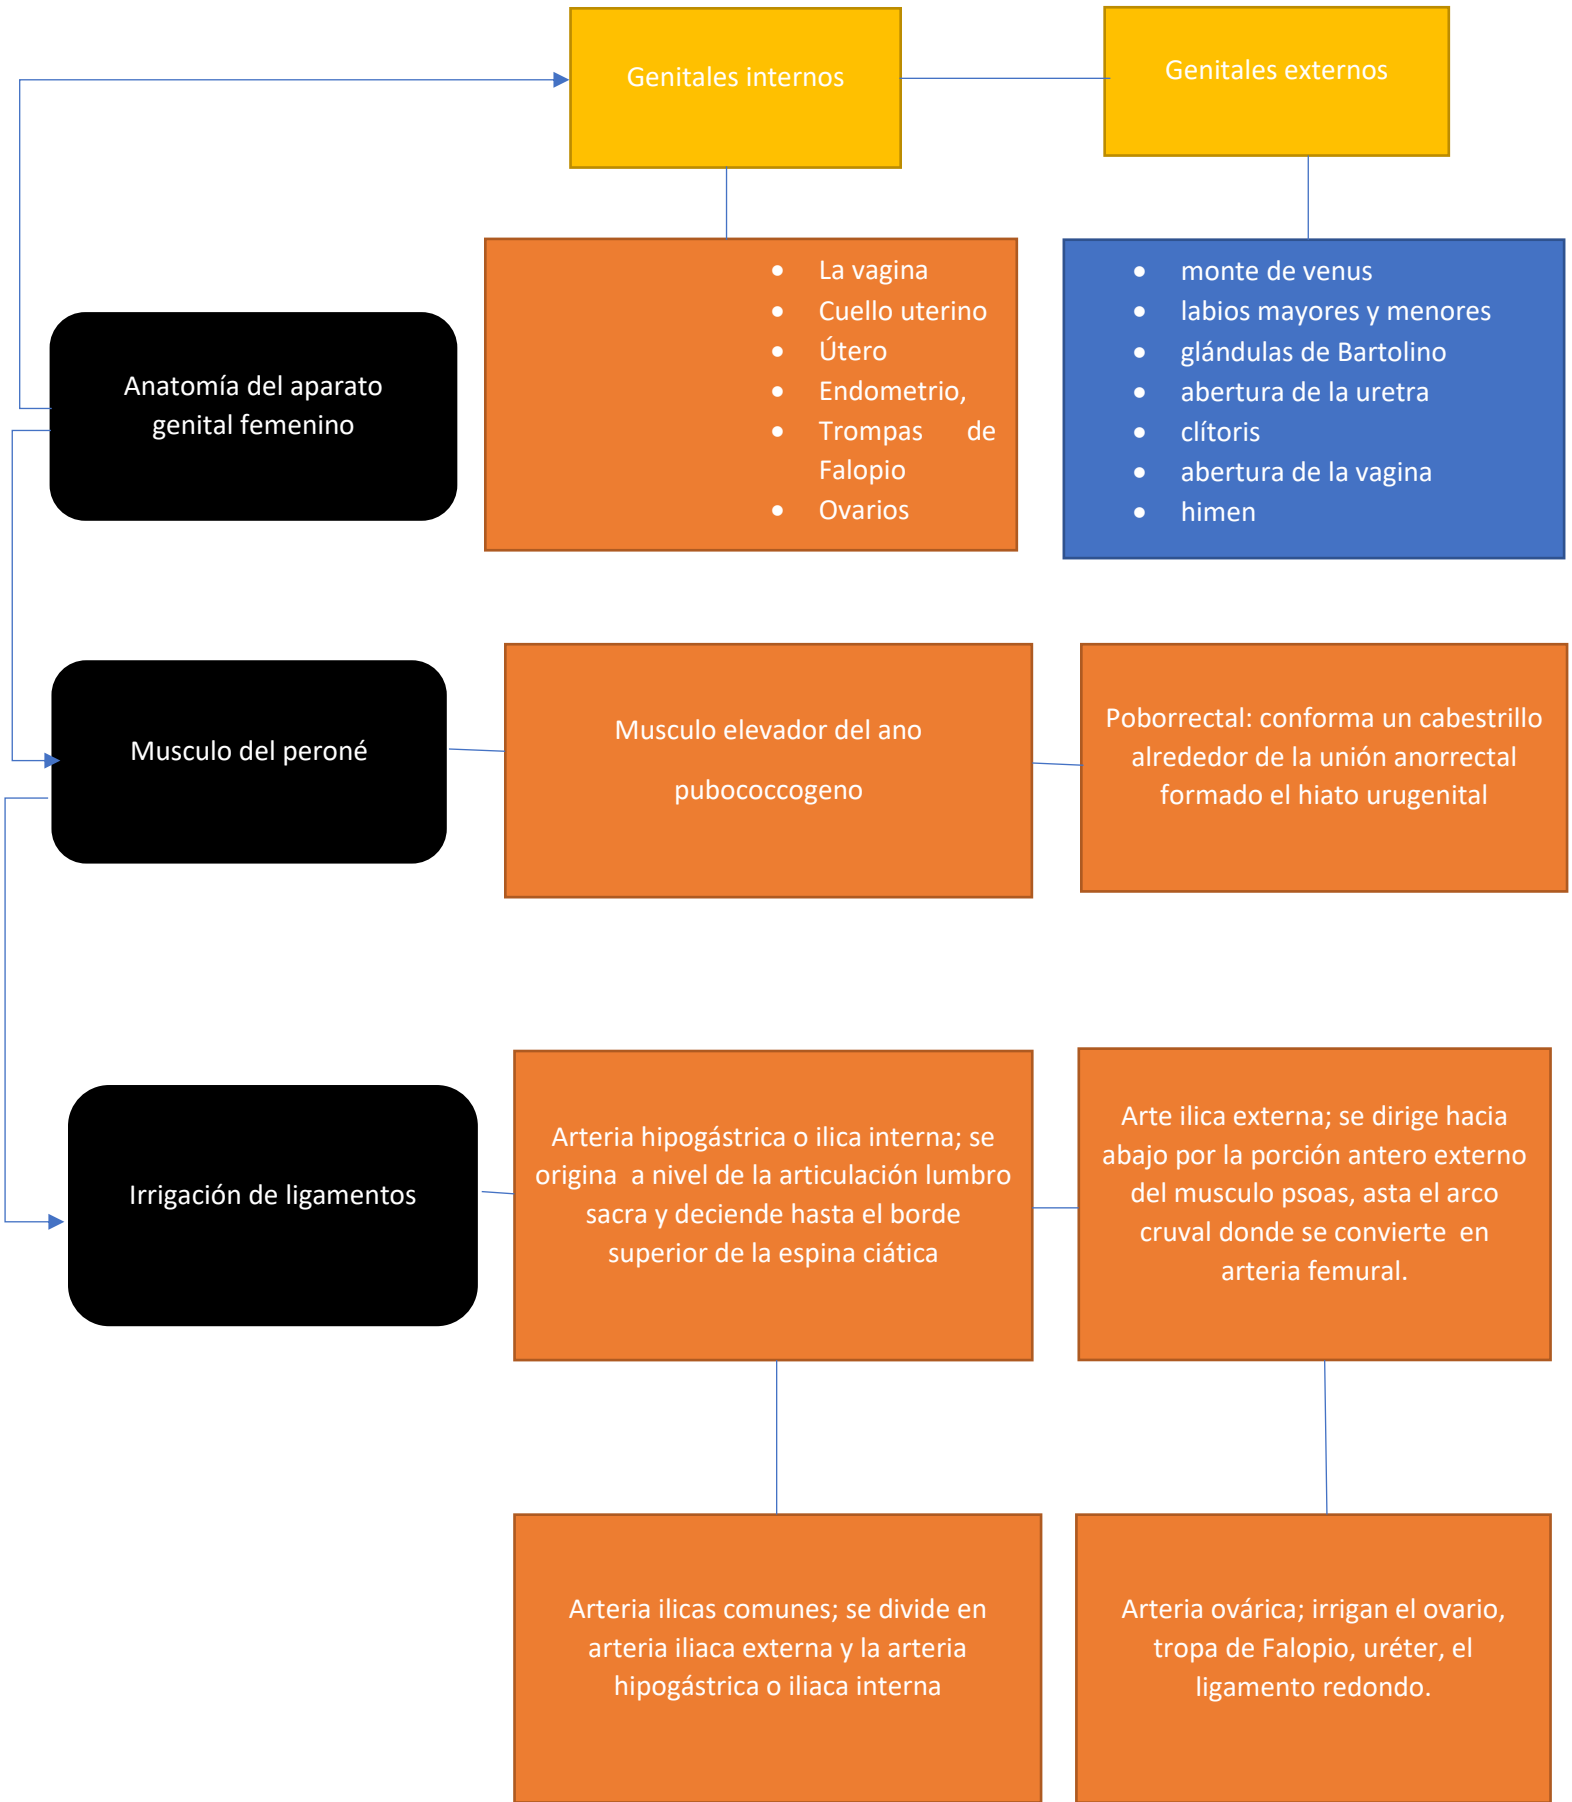 Genitales internos
Genitales externos
• La vagina
• Cuello uterino
• Útero
• Endometrio,
• Trompas de
Falopio
• Ovarios
• monte de venus
• labios mayores y menores
• glándulas de Bartolino
• abertura de la uretra
• clítoris
• abertura de la vagina
• himen
Anatomía del aparato
genital femenino
Musculo del peroné
Musculo elevador del ano
pubococcogeno
Poborrectal: conforma un cabestrillo
alrededor de la unión anorrectal
formado el hiato urugenital
Irrigación de ligamentos
Arteria hipogástrica o ilica interna; se
origina a nivel de la articulación lumbro
sacra y deciende hasta el borde
superior de la espina ciática
Arte ilica externa; se dirige hacia
abajo por la porción antero externo
del musculo psoas, asta el arco
cruval donde se convierte en
arteria femural.
Arteria ilicas comunes; se divide en
arteria iliaca externa y la arteria
hipogástrica o iliaca interna
Arteria ovárica; irrigan el ovario,
tropa de Falopio, uréter, el
ligamento redondo.